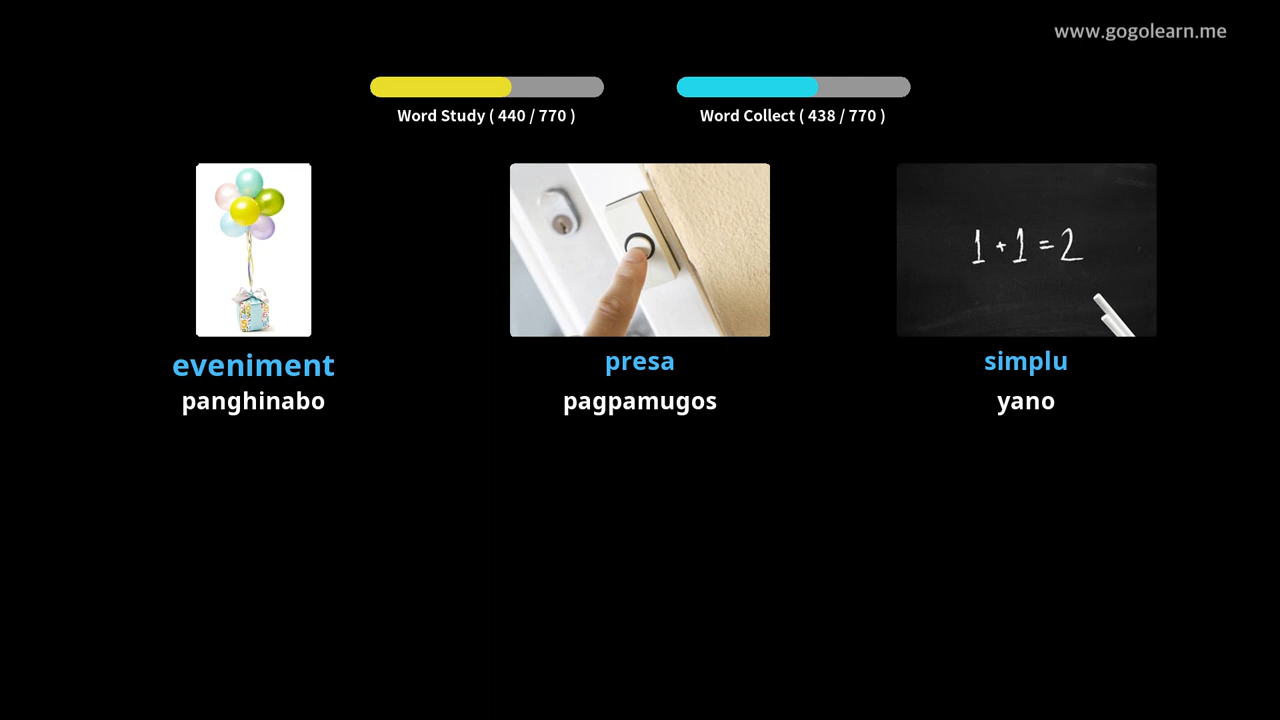 www.gogolearn.me
Word Study ( 440 / 770 )
Word Collect ( 438 / 770 )
1 + 1 = 2
eveniment
panghinabo
presa
pagpamugos
simplu
yano